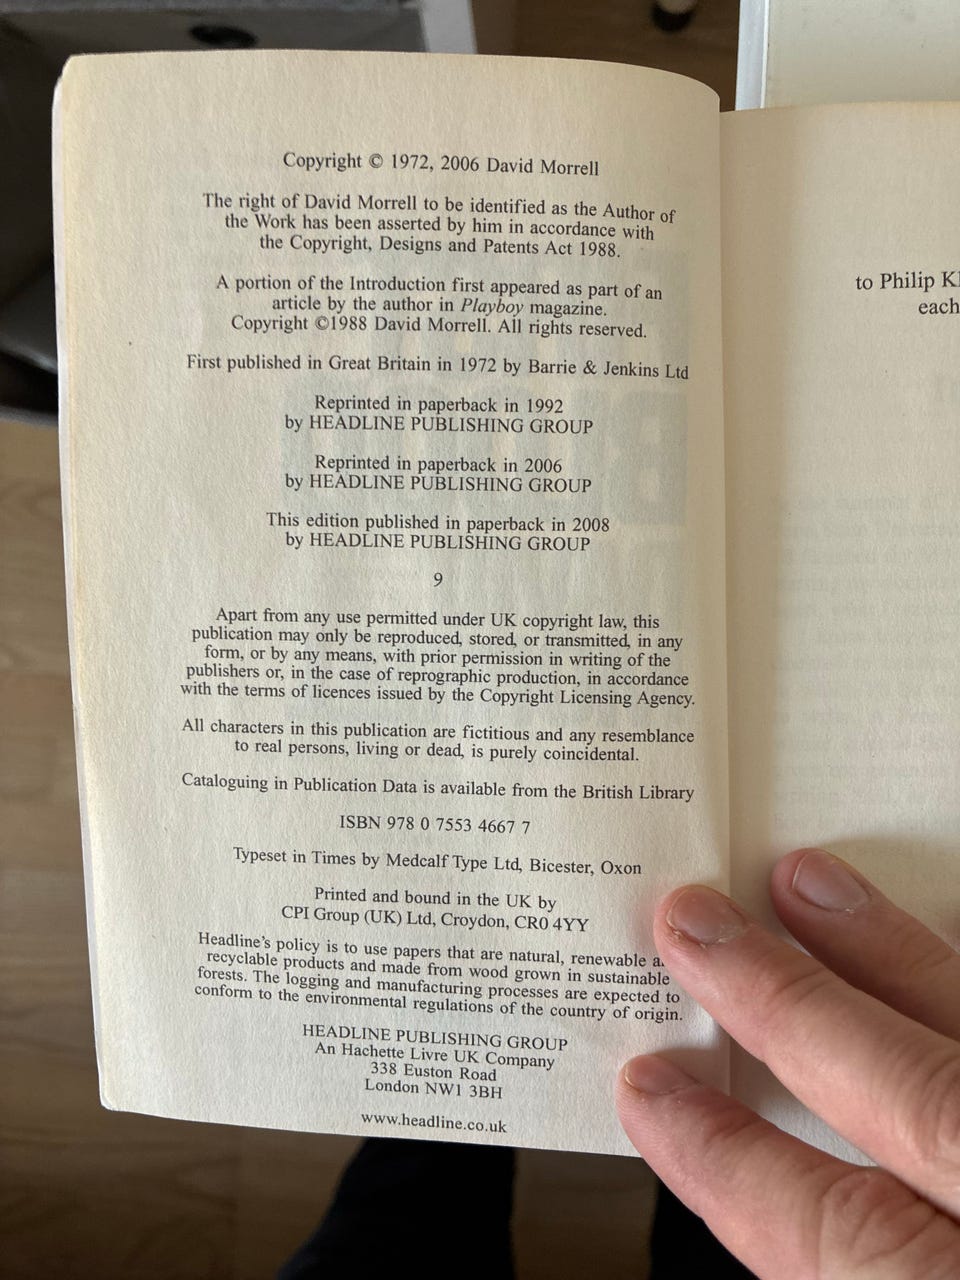 Copyright © 1972, 2006 David Morrell
The right of David Morrell to be identified as the Author of
the Work has been asserted by him in accordance with
the Copyright, Designs and Patents Act 1988.
A portion of the Introduction first appeared as part of an
article by the author in Playboy magazine.
Copyright ©1988 David Morrell. All rights reserved.
First published in Great Britain in 1972 by Barrie & Jenkins Ltd
Reprinted in paperback in 1992
by HEADLINE PUBLISHING GROUP
Reprinted in paperback in 2006
by HEADLINE PUBLISHING GROUP
This edition published in paperback in 2008
by HEADLINE PUBLISHING GROUP
9
Apart from any use permitted under UK copyright law, this
publication may only be reproduced, stored, or transmitted, in any
form, or by any means, with prior permission in writing of the
publishers or, in the case of reprographic production, in accordance
with the terms of licences issued by the Copyright Licensing Agency.
All characters in this publication are fictitious and any resemblance
to real persons, living or dead, is purely coincidental.
Cataloguing in Publication Data is available from the British Library
ISBN 978 0 7553 4667 7
Typeset in Times by Medcalf Type Ltd, Bicester, Oxon
Printed and bound in the UK by
CPI Group (UK) Ltd, Croydon, CR0 4YY
Headline's policy is to use papers that are natural, renewable
recyclable products and made from wood grown in sustainable
forests. The logging and manufacturing processes are expected to
conform to the environmental regulations of the country of origin.
HEADLINE PUBLISHING GROUP
An Hachette Livre UK Company
338 Euston Road
London NW1 3BH
www.headline.co.uk
to Philip
each